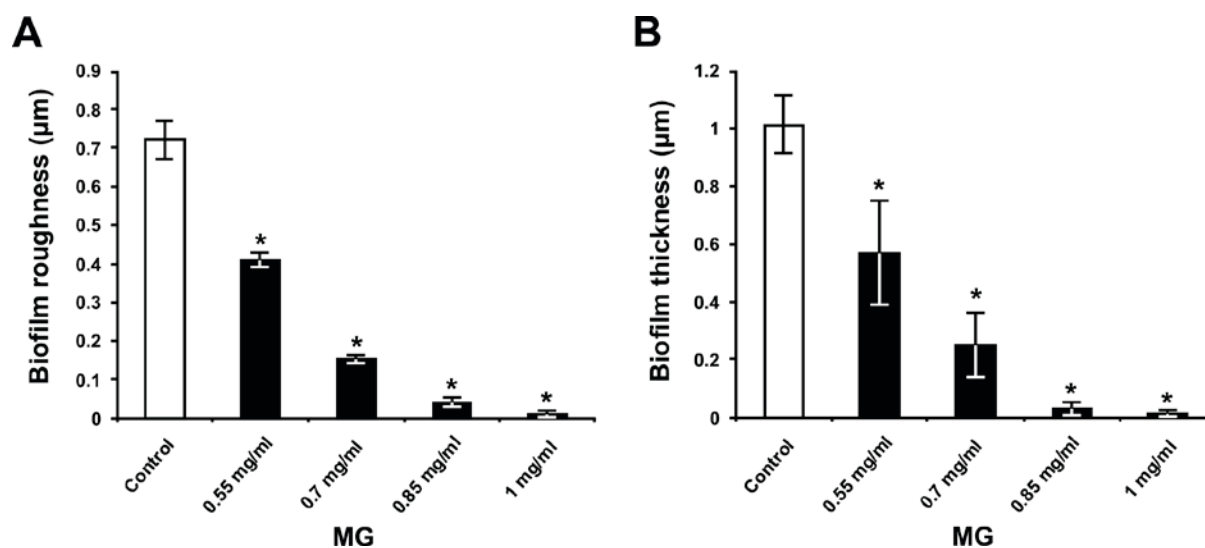 A
Biofilm roughness (µm)
0.9
0.8
0.7
0.6
0.5
0.4
0.3
0.2
0.1
0
*
*
*
*
Control
0.55 mg/ml
0.7 mg/ml
0.85 mg/ml
1 mg/ml
MG
B
Biofilm thickness (µm)
1.2
1
0.8
0.6
0.4
0.2
0
*
*
*
*
Control
0.55 mg/ml
0.7 mg/ml
0.85 mg/ml
1 mg/ml
MG